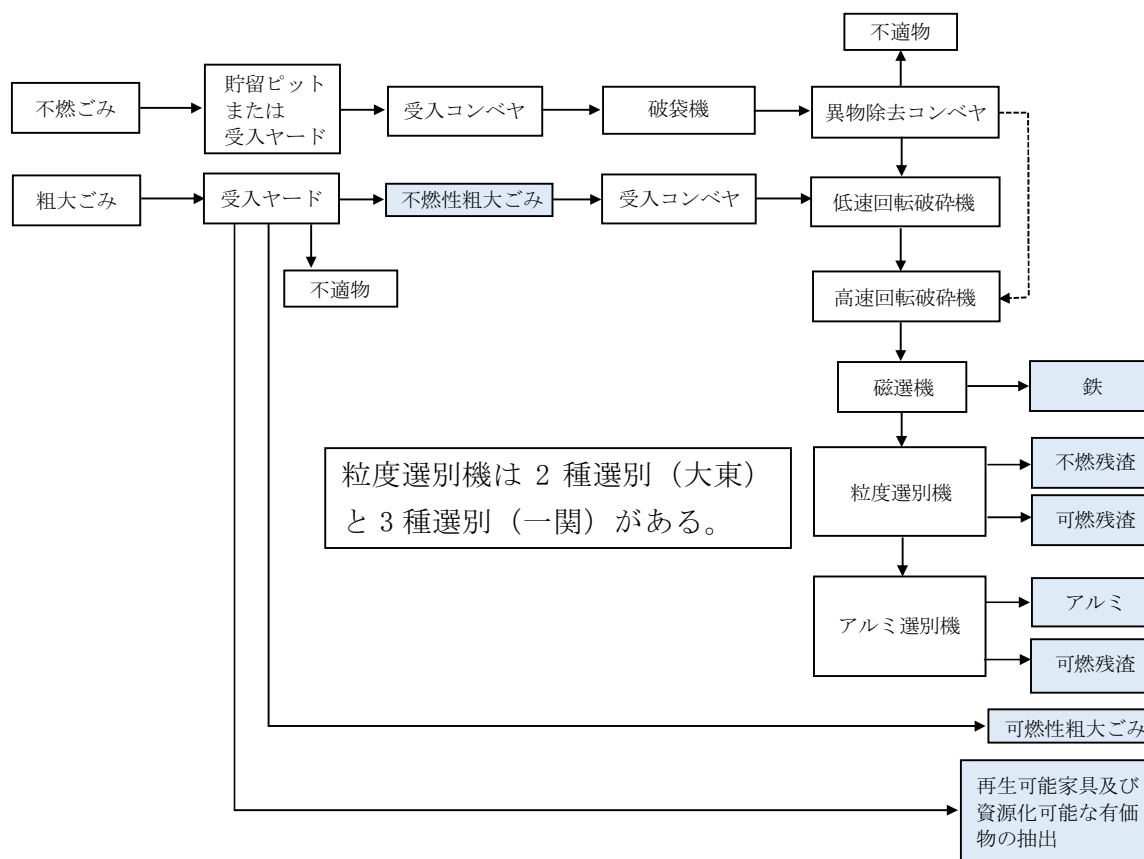 不適物
不燃ごみ
貯留ピット
または
受入ヤード
受入コンベヤ
破袋機
異物除去コンベヤ
粗大ごみ
受入ヤード
不燃性粗大ごみ
受入コンベヤ
低速回転破砕機
不適物
高速回転破砕機
磁選機
鉄
粒度選別機は 2 種選別（大東）
と 3 種選別（一関）がある。
粒度選別機
不燃残渣
可燃残渣
アルミ選別機
アルミ
可燃残渣
可燃性粗大ごみ
再生可能家具及び
資源化可能な有価
物の抽出